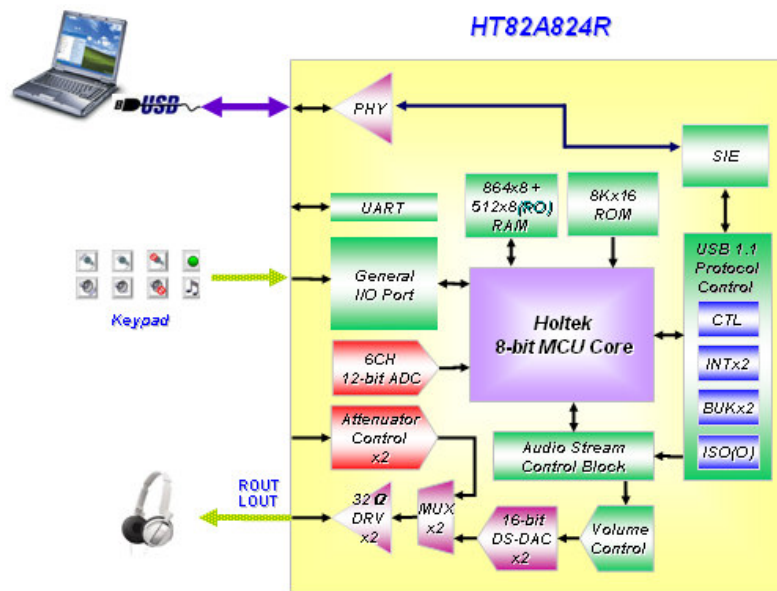 HT82A824R
USB
PHY
SIE
864x8 +
512x8(RO)
RAM
8Kx16
ROM
UART
USB 1.1
Protocol
Control
General
I/O Port
Keypad
Holtek
8-bit MCU Core
CTL
INTx2
BUKx2
ISO(O)
6CH
12-bit ADC
Attenuator
Control
x2
Audio Stream
Control Block
ROUT
LOUT
32Ω
DRV
x2
MUX
x2
16-bit
DS-DAC
x2
Volume
Control